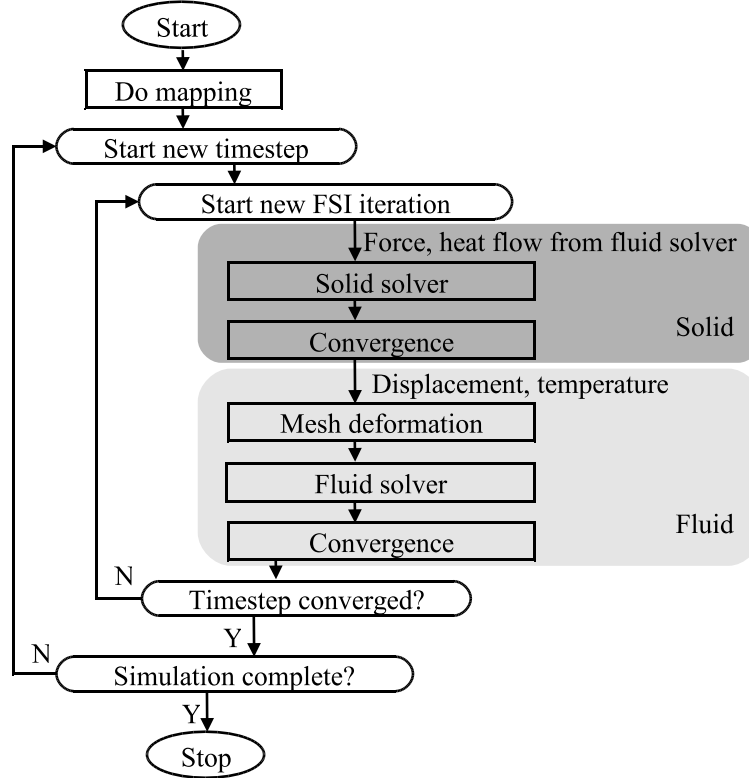 Start
Do mapping
Start new timestep
Start new FSI iteration
Force, heat flow from fluid solver
Solid solver
Solid
Convergence
Displacement, temperature
Mesh deformation
Fluid solver
Fluid
Convergence
N
Timestep converged?
Y
N
Simulation complete?
Y
Stop